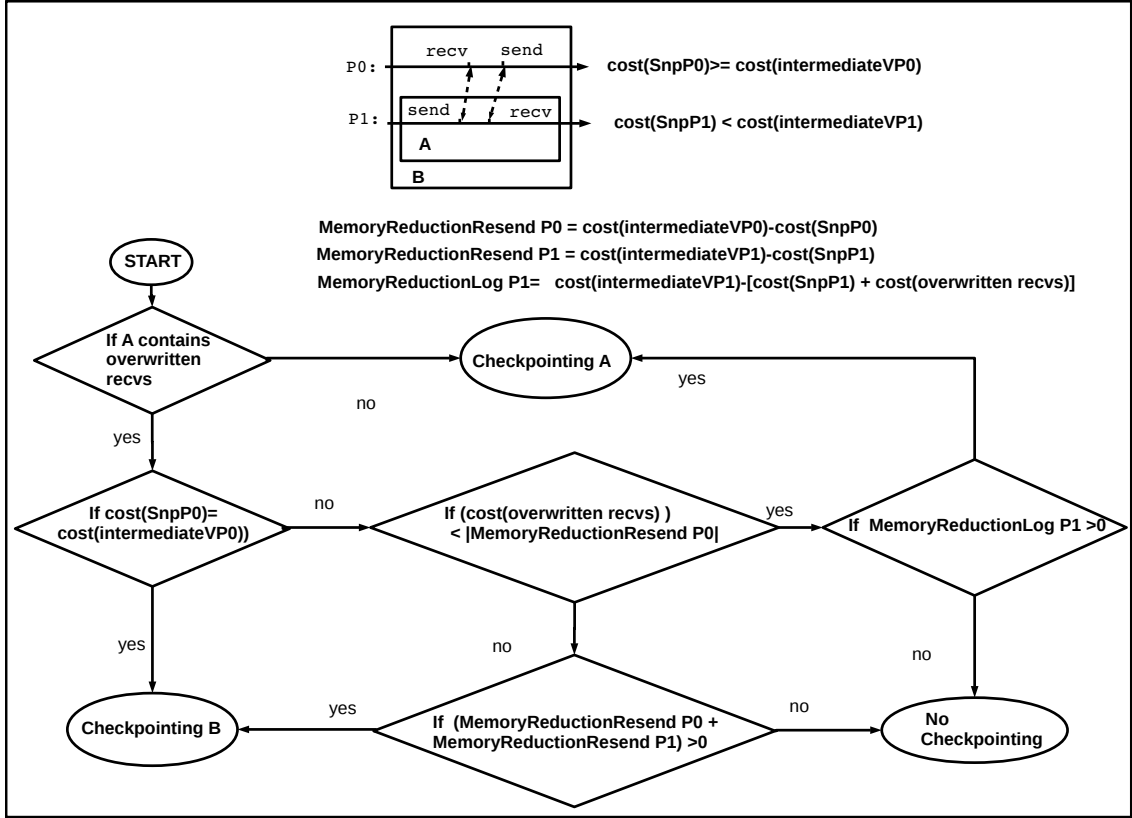 recv send
P0: cost(SnpP0)>= cost(intermediateVP0)
send recv
P1: cost(SnpP1) < cost(intermediateVP1)
A
B
MemoryReductionResend P0 = cost(intermediateVP0)-cost(SnpP0)
MemoryReductionResend P1 = cost(intermediateVP1)-cost(SnpP1)
MemoryReductionLog P1= cost(intermediateVP1)-[cost(SnpP1) + cost(overwritten recvs)]
START
If A contains
overwritten
recvs
Checkpointing A
yes
no
yes
If cost(SnpP0)=
cost(intermediateVP0))
no
If (cost(overwritten recvs) )
< |MemoryReductionResend P0|
yes
If MemoryReductionLog P1 >0
yes
no
no
Checkpointing B
yes
If (MemoryReductionResend P0 +
MemoryReductionResend P1) >0
no
No
Checkpointing